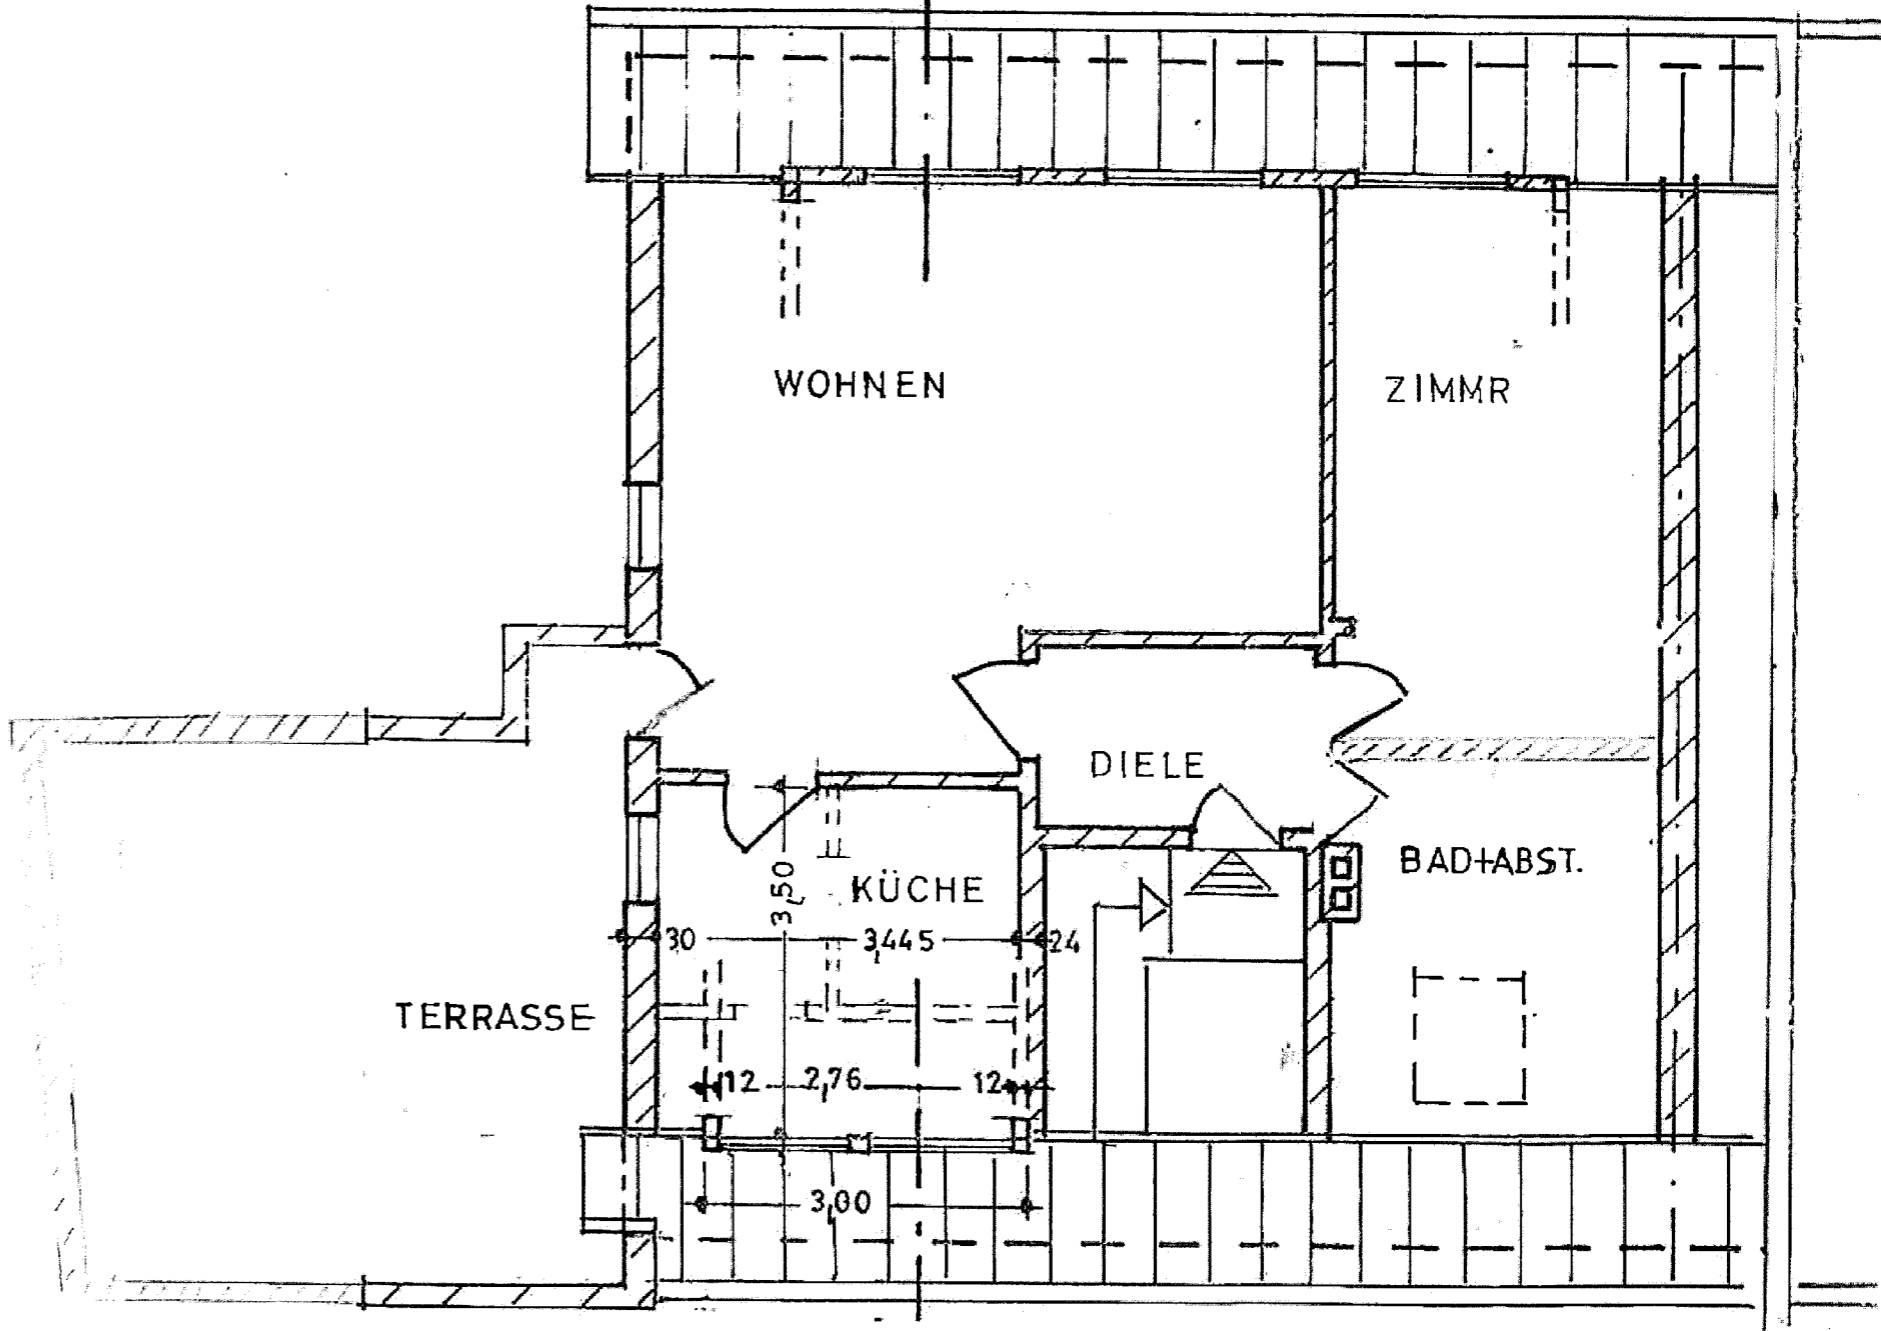 WOHNEN
ZIMMR
DIELE
BAD+ABST.
KÜCHE
3,50
30
3,445
24
TERRASSE
12
2,76
12
3,00